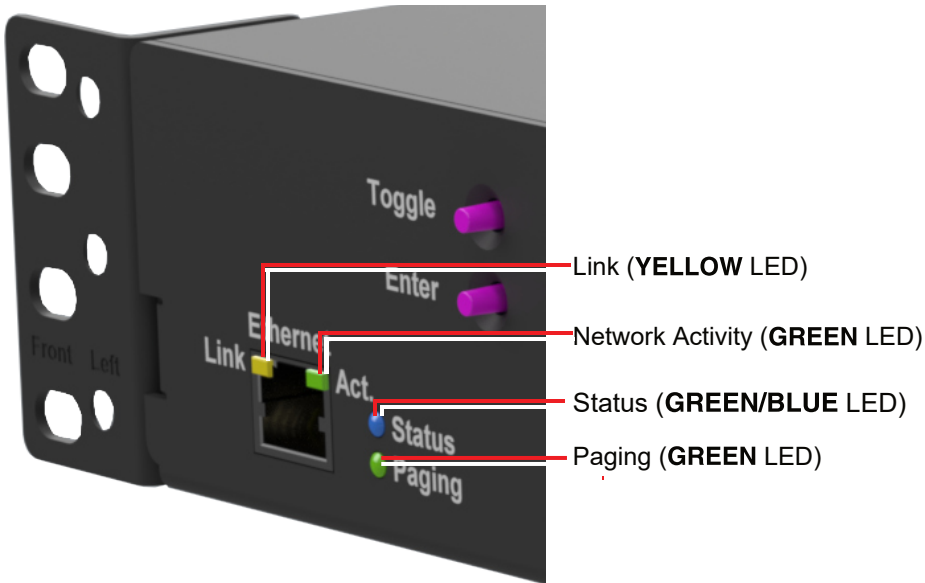 Toggle
Enter
Ethernet
Link
Act.
Status
Paging
Front Left
Link (YELLOW LED)
Network Activity (GREEN LED)
Status (GREEN/BLUE LED)
Paging (GREEN LED)